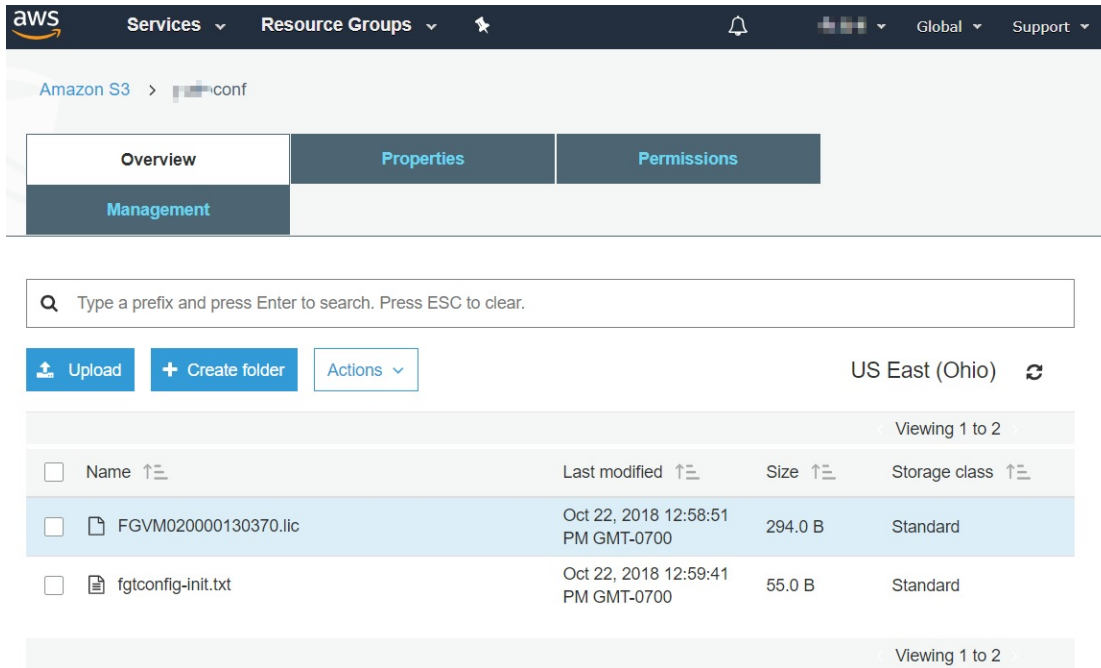 aws Services Resource Groups Global Support
Amazon S3 > conf
Overview Properties Permissions
Management
Type a prefix and press Enter to search. Press ESC to clear.
Upload + Create folder Actions US East (Ohio)
Viewing 1 to 2
Name Last modified Size Storage class
FGVM020000130370.lic Oct 22, 2018 12:58:51 PM GMT-0700 294.0 B Standard
fgtconfig-init.txt Oct 22, 2018 12:59:41 PM GMT-0700 55.0 B Standard
Viewing 1 to 2